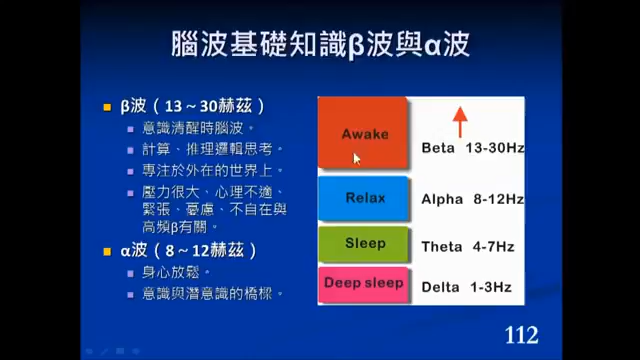 腦波基礎知識β波與α波
β波（13～30赫茲）
意識清醒時腦波。
計算、推理邏輯思考。
專注於外在的世界上。
壓力很大、心理不適、
緊張、憂慮、不自在與
高頻β有關。
α波（8～12赫茲）
身心放鬆。
意識與潛意識的橋樑。
Awake
Beta 13-30Hz
Relax
Alpha 8-12Hz
Sleep
Theta 4-7Hz
Deep sleep
Delta 1-3Hz
112